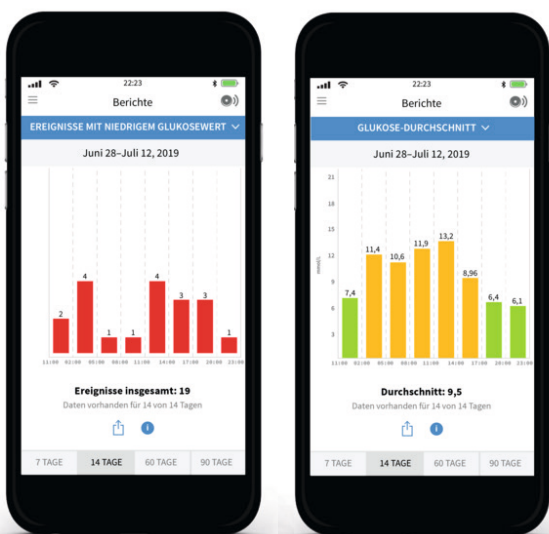 22:23
Berichte
EREIGNISSE MIT NIEDRIGEM GLUKOSEWERT
Juni 28–Juli 12, 2019
2
4
1
1
4
3
3
1
Ereignisse insgesamt: 19
Daten vorhanden für 14 von 14 Tagen
7 TAGE
14 TAGE
60 TAGE
90 TAGE
22:23
Berichte
GLUKOSE-DURCHSCHNITT
Juni 28–Juli 12, 2019
21
18
15
12
9
6
3
mmol/L
7,4
11,4
10,6
11,9
13,2
8,96
6,4
6,1
Durchschnitt: 9,5
Daten vorhanden für 14 von 14 Tagen
7 TAGE
14 TAGE
60 TAGE
90 TAGE